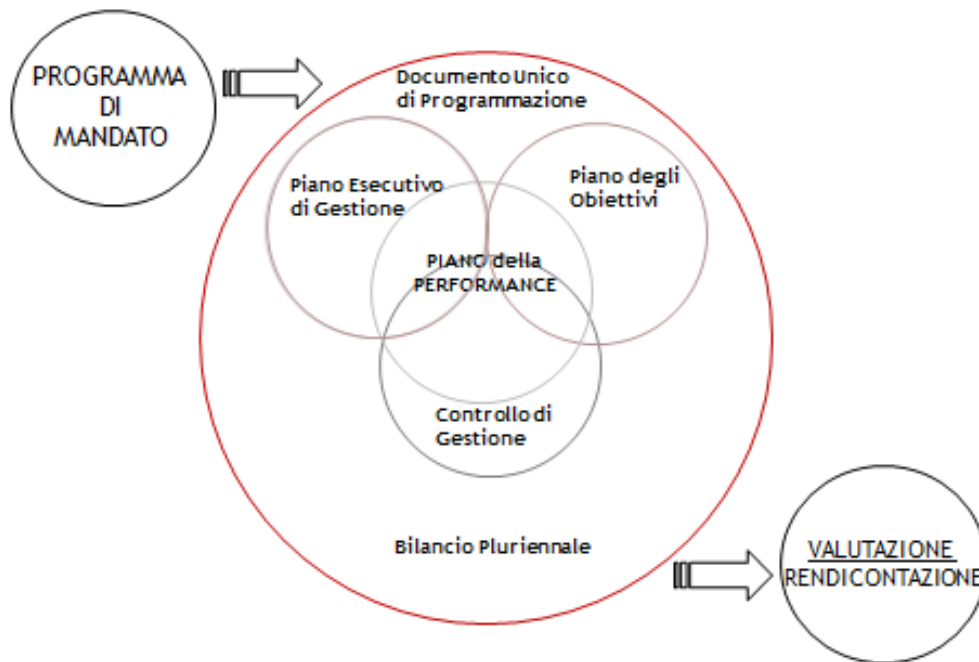 PROGRAMMA
DI
MANDATO
Documento Unico
di Programmazione
Piano Esecutivo
di Gestione
Piano degli
Obiettivi
PIANO della
PERFORMANCE
Controllo di
Gestione
Bilancio Pluriennale
VALUTAZIONE
RENDICONTAZIONE